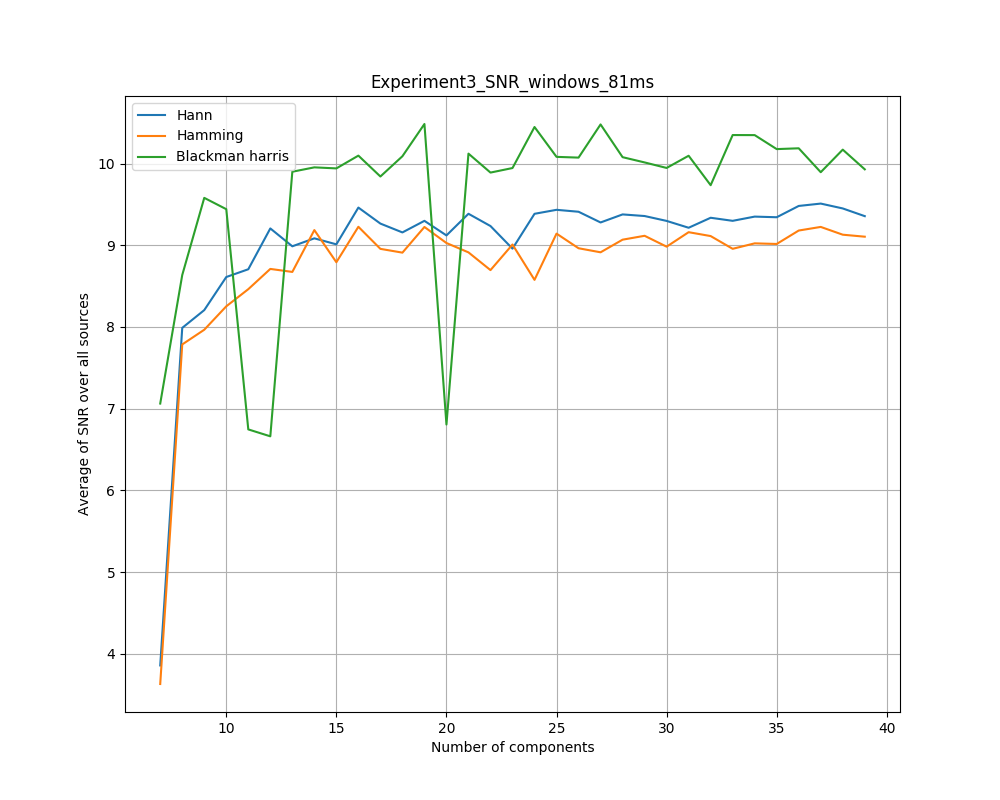 Experiment3_SNR_windows_81ms
Hann
Hamming
Blackman harris
10
9
8
7
6
5
4
Average of SNR over all sources
10 15 20 25 30 35 40
Number of components